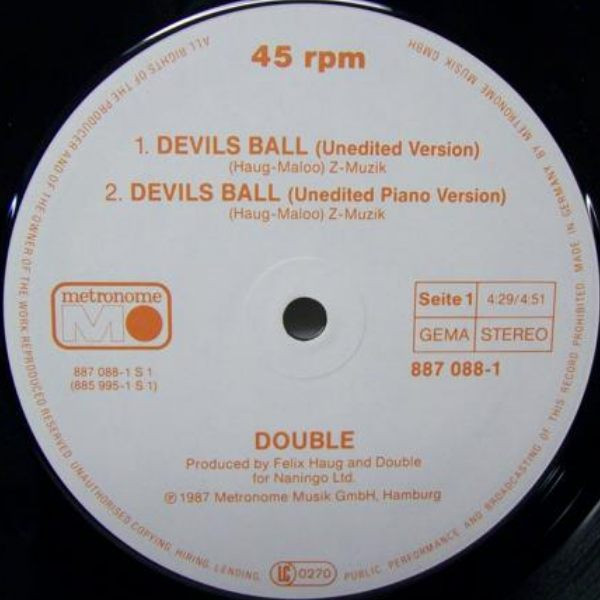 45 rpm
1. DEVILS BALL (Unedited Version)
(Haug-Maloo) Z-Muzik
2. DEVILS BALL (Unedited Piano Version)
(Haug-Maloo) Z-Muzik
metronome
M
887 088-1 S 1
(885 995-1 S 1)
Seite 1 4:29/4:51
GEMA STEREO
887 088-1
DOUBLE
Produced by Felix Haug and Double
for Naningo Ltd.
℗ 1987 Metronome Musik GmbH, Hamburg
LC 0270
ALL RIGHTS OF THE PRODUCER AND OF THE OWNER OF THE WORK REPRODUCED RESERVED. UNAUTHORISED COPYING, HIRING, LENDING, PUBLIC PERFORMANCE AND BROADCASTING OF THIS RECORD PROHIBITED. MADE IN GERMANY BY METRONOME MUSIK GMBH